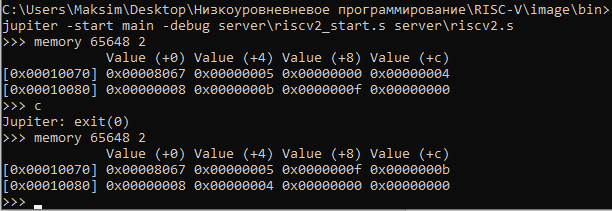 C:\Users\Maksim\Desktop\Низкоуровневное программирование\RISC-V\image\bin>
jupiter -start main -debug server\riscv2_start.s server\riscv2.s
>>> memory 65648 2
Value (+0) Value (+4) Value (+8) Value (+c)
[0x00010070] 0x00008067 0x00000005 0x00000000 0x00000004
[0x00010080] 0x00000008 0x0000000b 0x0000000f 0x00000000
>>> c
Jupiter: exit(0)
>>> memory 65648 2
Value (+0) Value (+4) Value (+8) Value (+c)
[0x00010070] 0x00008067 0x00000005 0x0000000f 0x0000000b
[0x00010080] 0x00000008 0x00000004 0x00000000 0x00000000
>>>